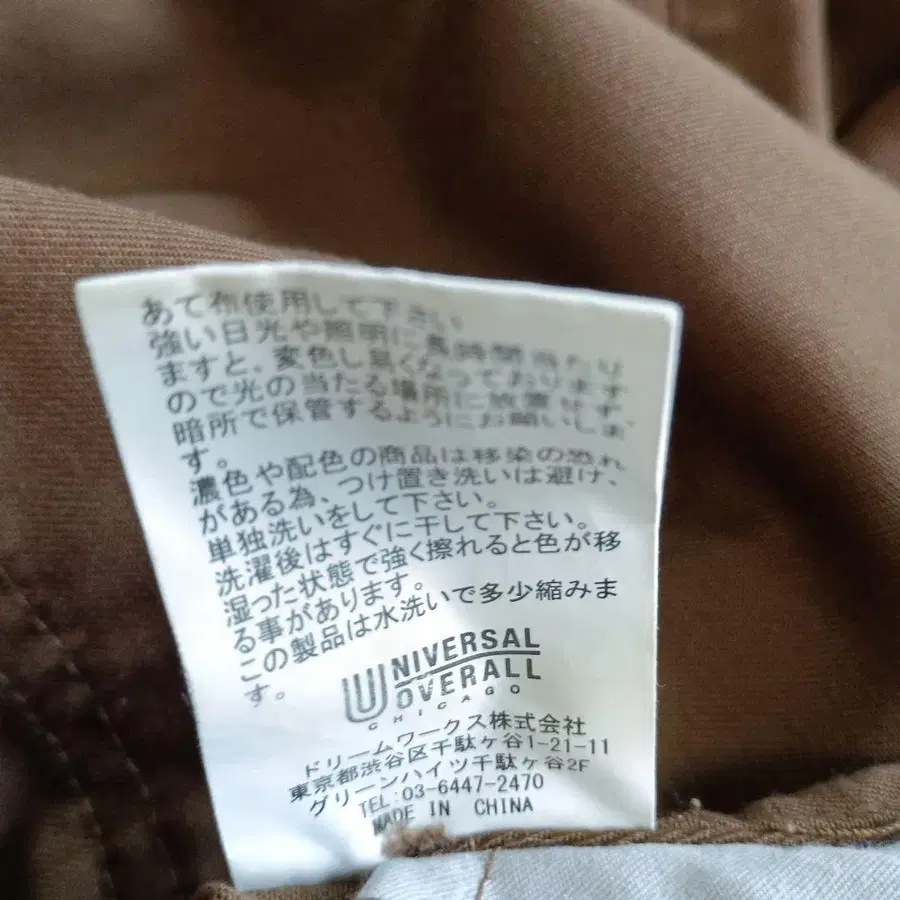 あて布使用して下さい
強い日光や照明に長時間当たり
ますと、変色し易くなっております
ので光の当たる場所に放置せず、
暗所で保管するようにお願いしま
す。
濃色や配色の商品は移染の恐れ
がある為、つけ置き洗いは避け、
単独洗いをして下さい。
洗濯後はすぐに干して下さい。
湿った状態で強く擦れると色が移
る事があります。
この製品は水洗いで多少縮みま
す。
UNIVERSAL
OVERALL
CHICAGO
ドリームワークス株式会社
東京都渋谷区千駄ヶ谷1-21-11
グリーンハイツ千駄ヶ谷2F
TEL:03-6447-2470
MADE IN CHINA